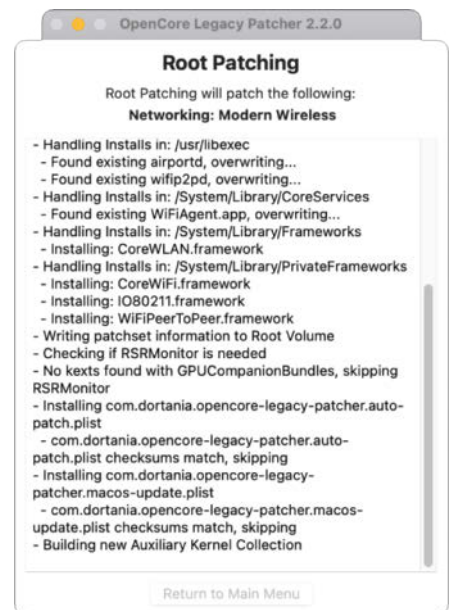 OpenCore Legacy Patcher 2.2.0
Root Patching
Root Patching will patch the following:
Networking: Modern Wireless
- Handling Installs in: /usr/libexec
- Found existing airportd, overwriting...
- Found existing wifip2pd, overwriting...
- Handling Installs in: /System/Library/CoreServices
- Found existing WiFiAgent.app, overwriting...
- Handling Installs in: /System/Library/Frameworks
- Installing: CoreWLAN.framework
- Handling Installs in: /System/Library/PrivateFrameworks
- Installing: CoreWiFi.framework
- Installing: IO80211.framework
- Installing: WiFiPeerToPeer.framework
- Writing patchset information to Root Volume
- Checking if RSRMonitor is needed
- No kexts found with GPUCompanionBundles, skipping
RSRMonitor
- Installing com.dortania.opencore-legacy-patcher.auto-
patch.plist
- com.dortania.opencore-legacy-patcher.auto-
patch.plist checksums match, skipping
- Installing com.dortania.opencore-legacy-
patcher.macos-update.plist
- com.dortania.opencore-legacy-patcher.macos-
update.plist checksums match, skipping
- Building new Auxiliary Kernel Collection
Return to Main Menu